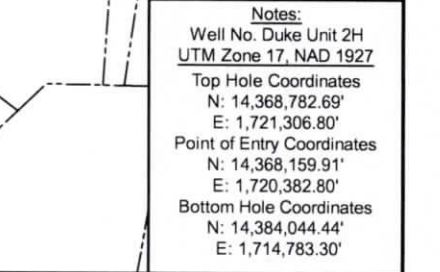 Notes:
Well No. Duke Unit 2H
UTM Zone 17, NAD 1927
Top Hole Coordinates
N: 14,368,782.69'
E: 1,721,306.80'
Point of Entry Coordinates
N: 14,368,159.91'
E: 1,720,382.80'
Bottom Hole Coordinates
N: 14,384,044.44'
E: 1,714,783.30'